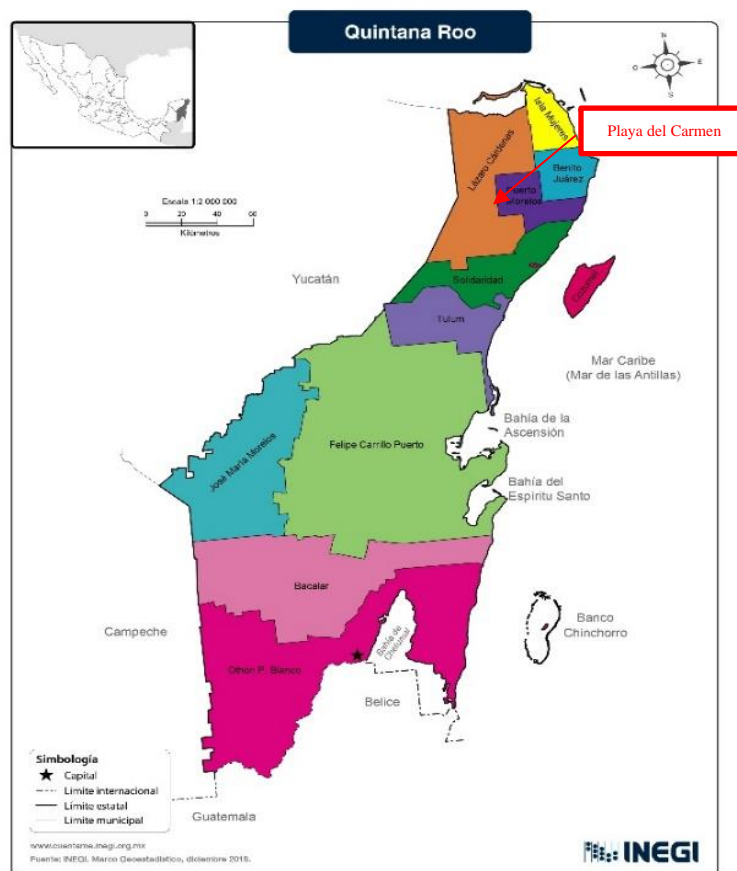 Quintana Roo
N
O
E
S
Isla Mujeres
Playa del Carmen
Lázaro Cárdenas
Benito
Juárez
Puerto
Morelos
Escala 1:2 000 000
0 20 40 60
Kilómetros
Yucatán
Solidaridad
Cozumel
Tulum
Mar Caribe
(Mar de las Antillas)
Bahía de la
Ascensión
Felipe Carrillo Puerto
José María Morelos
Bahía del
Espíritu Santo
Bacalar
Banco
Chinchorro
Campeche
Bahía de
Chetumal
Othón P. Blanco
Belice
Simbología
Capital
Límite internacional
Límite estatal
Límite municipal
Guatemala
www.cuentame.inegi.org.mx
Fuente: INEGI. Marco Geoestadístico, diciembre 2015.
INEGI